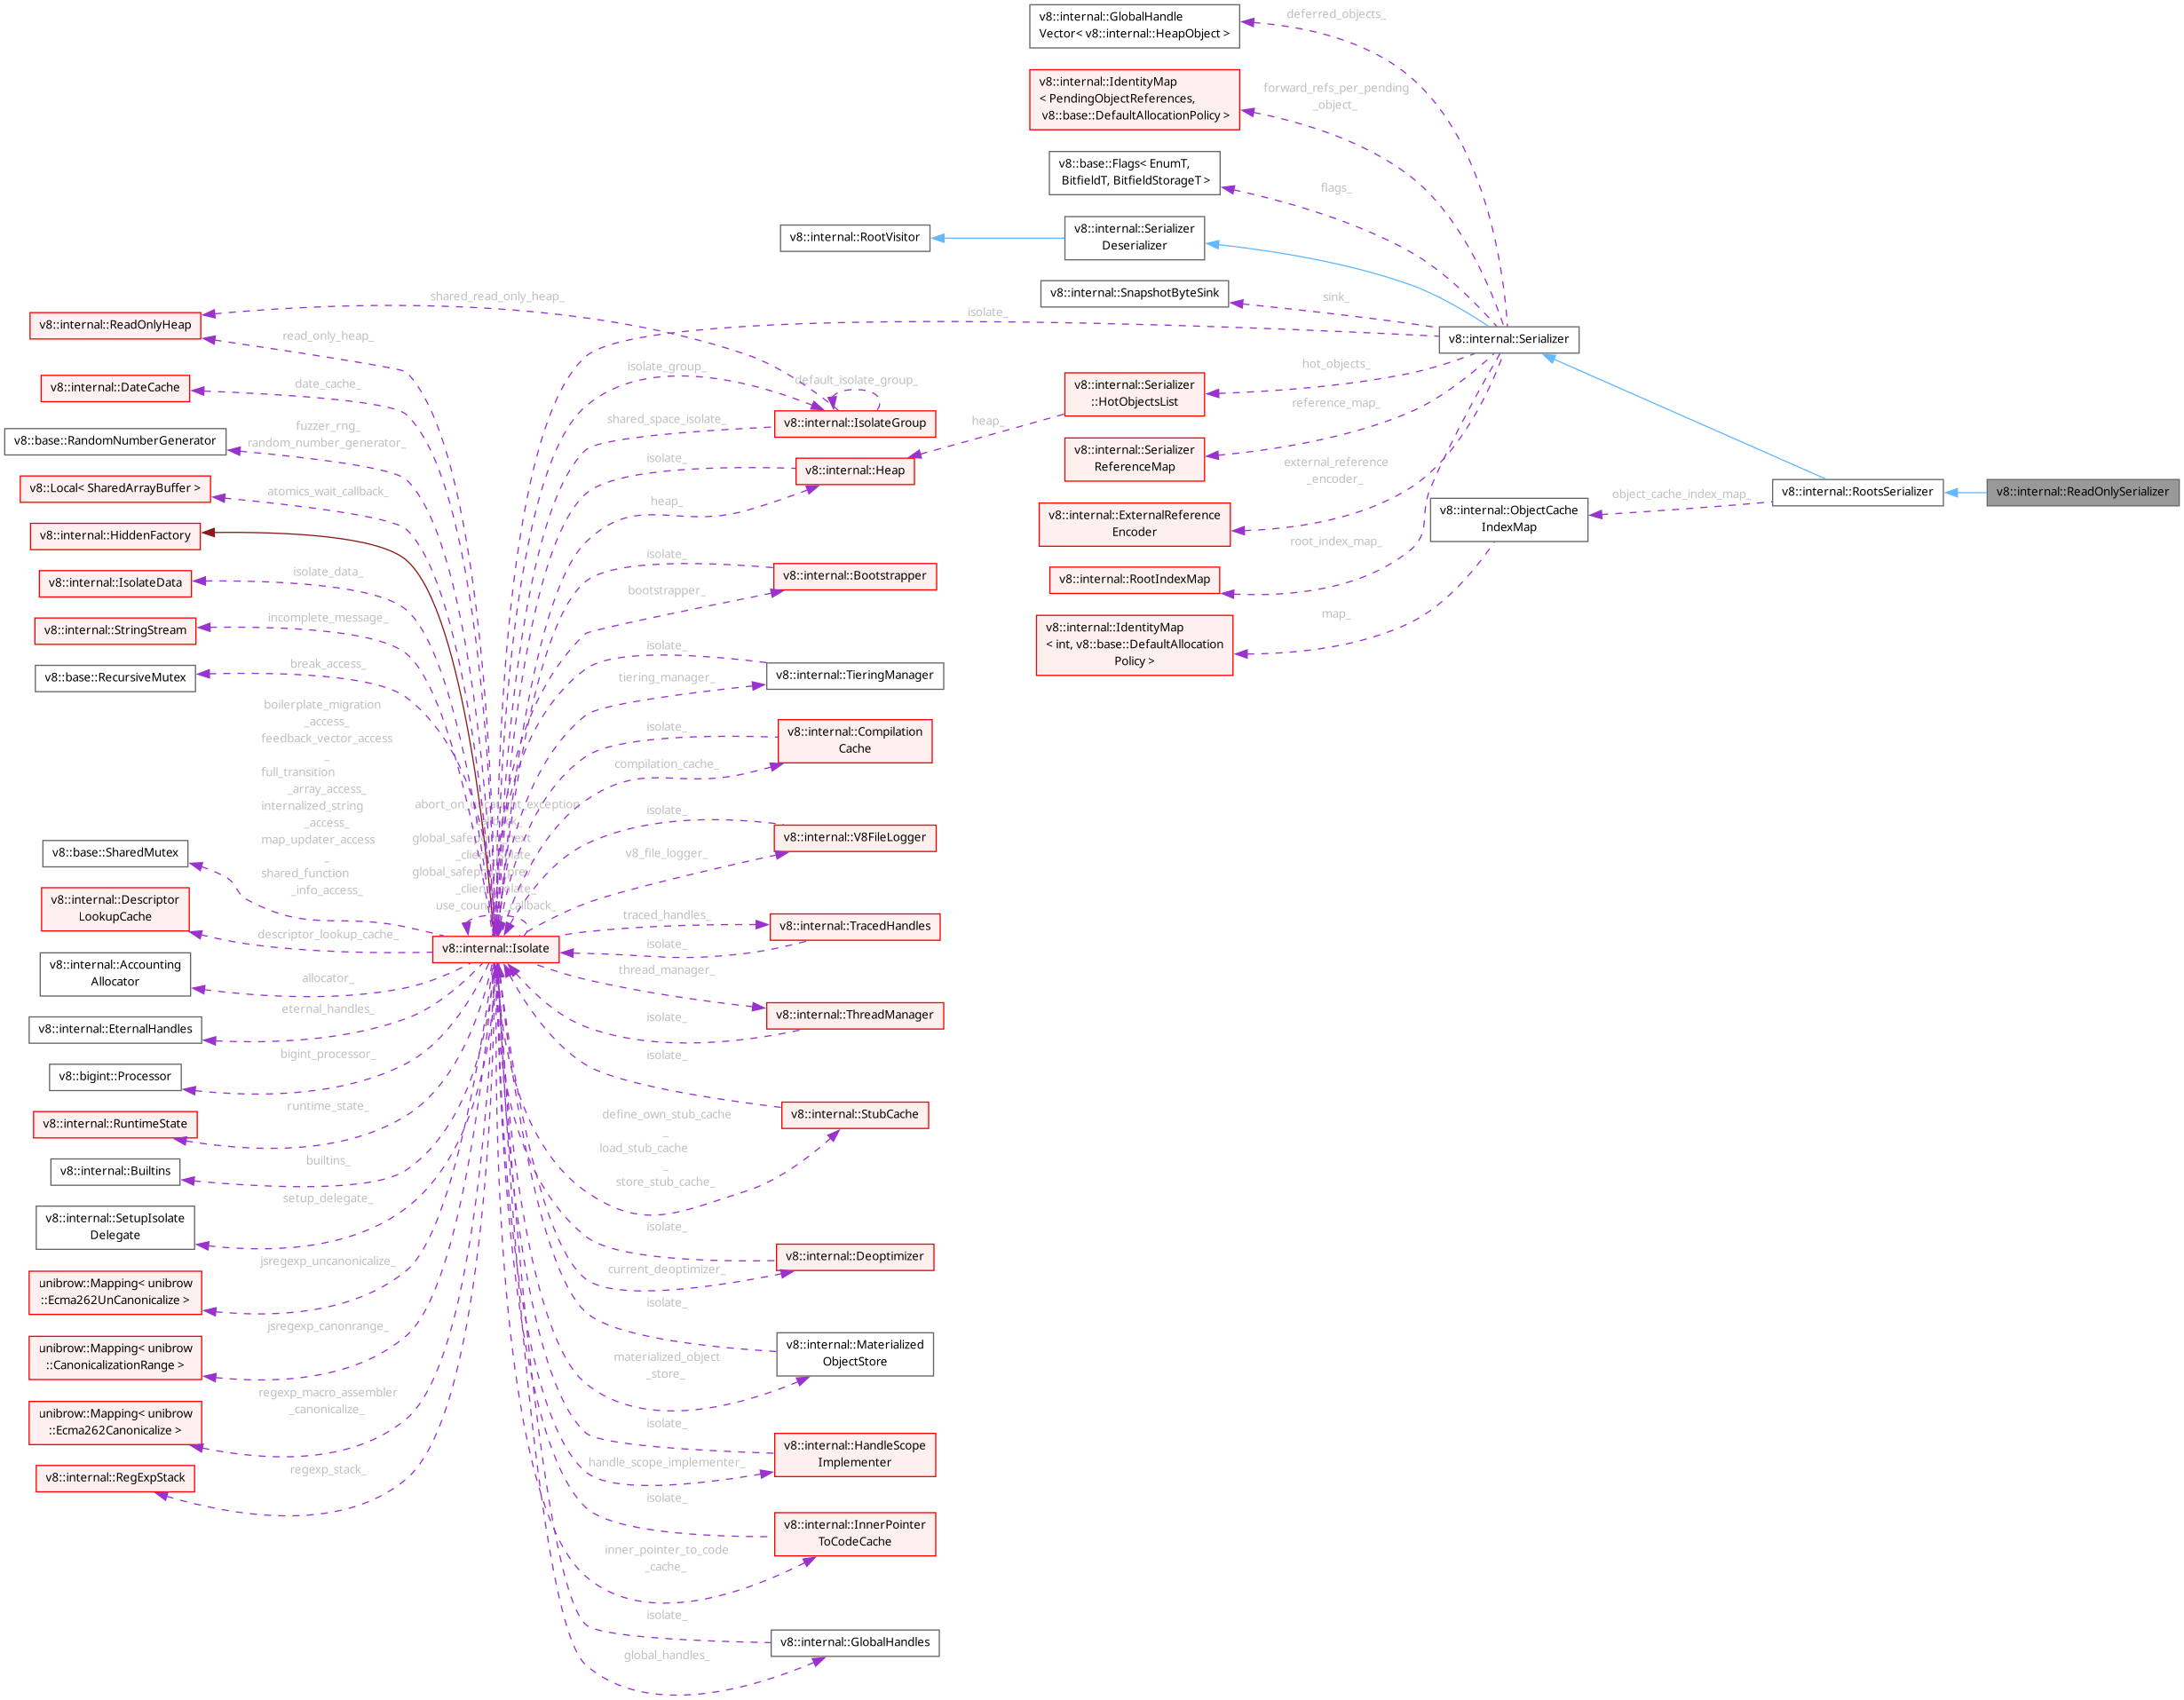 v8::internal::GlobalHandle
Vector< v8::internal::HeapObject >
deferred_objects_
v8::internal::IdentityMap
< PendingObjectReferences,
v8::base::DefaultAllocationPolicy >
forward_refs_per_pending
_object_
v8::base::Flags< EnumT,
BitfieldT, BitfieldStorageT >
flags_
v8::internal::RootVisitor
v8::internal::Serializer
Deserializer
v8::internal::SnapshotByteSink
sink_
isolate_
v8::internal::Serializer
hot_objects_
v8::internal::Serializer
::HotObjectsList
reference_map_
heap_
v8::internal::Serializer
ReferenceMap
external_reference
_encoder_
v8::internal::ExternalReference
Encoder
root_index_map_
v8::internal::RootIndexMap
v8::internal::ObjectCache
IndexMap
object_cache_index_map_
v8::internal::RootsSerializer
v8::internal::ReadOnlySerializer
map_
v8::internal::IdentityMap
< int, v8::base::DefaultAllocation
Policy >
shared_read_only_heap_
v8::internal::ReadOnlyHeap
read_only_heap_
v8::internal::DateCache
date_cache_
v8::base::RandomNumberGenerator
fuzzer_rng_
random_number_generator_
v8::Local< SharedArrayBuffer >
atomics_wait_callback_
v8::internal::HiddenFactory
v8::internal::IsolateData
isolate_data_
v8::internal::StringStream
incomplete_message_
v8::base::RecursiveMutex
break_access_
boilerplate_migration
_access_
feedback_vector_access
_
full_transition
_array_access_
internalized_string
_access_
map_updater_access
_
shared_function
_info_access_
v8::base::SharedMutex
v8::internal::Descriptor
LookupCache
descriptor_lookup_cache_
v8::internal::Accounting
Allocator
allocator_
v8::internal::EternalHandles
eternal_handles_
v8::bigint::Processor
bigint_processor_
v8::internal::RuntimeState
runtime_state_
v8::internal::Builtins
builtins_
v8::internal::SetupIsolate
Delegate
setup_delegate_
unibrow::Mapping< unibrow
::Ecma262UnCanonicalize >
jsregexp_uncanonicalize_
unibrow::Mapping< unibrow
::CanonicalizationRange >
jsregexp_canonrange_
unibrow::Mapping< unibrow
::Ecma262Canonicalize >
regexp_macro_assembler
_canonicalize_
v8::internal::RegExpStack
regexp_stack_
v8::internal::Isolate
isolate_group_
default_isolate_group_
v8::internal::IsolateGroup
shared_space_isolate_
isolate_
v8::internal::Heap
heap_
isolate_
v8::internal::Bootstrapper
bootstrapper_
isolate_
v8::internal::TieringManager
tiering_manager_
isolate_
v8::internal::Compilation
Cache
compilation_cache_
isolate_
v8::internal::V8FileLogger
v8_file_logger_
traced_handles_
v8::internal::TracedHandles
isolate_
thread_manager_
v8::internal::ThreadManager
isolate_
isolate_
v8::internal::StubCache
define_own_stub_cache
_
load_stub_cache
_
store_stub_cache_
isolate_
v8::internal::Deoptimizer
current_deoptimizer_
isolate_
v8::internal::Materialized
ObjectStore
materialized_object
_store_
isolate_
v8::internal::HandleScope
Implementer
handle_scope_implementer_
isolate_
v8::internal::InnerPointer
ToCodeCache
inner_pointer_to_code
_cache_
isolate_
v8::internal::GlobalHandles
global_handles_